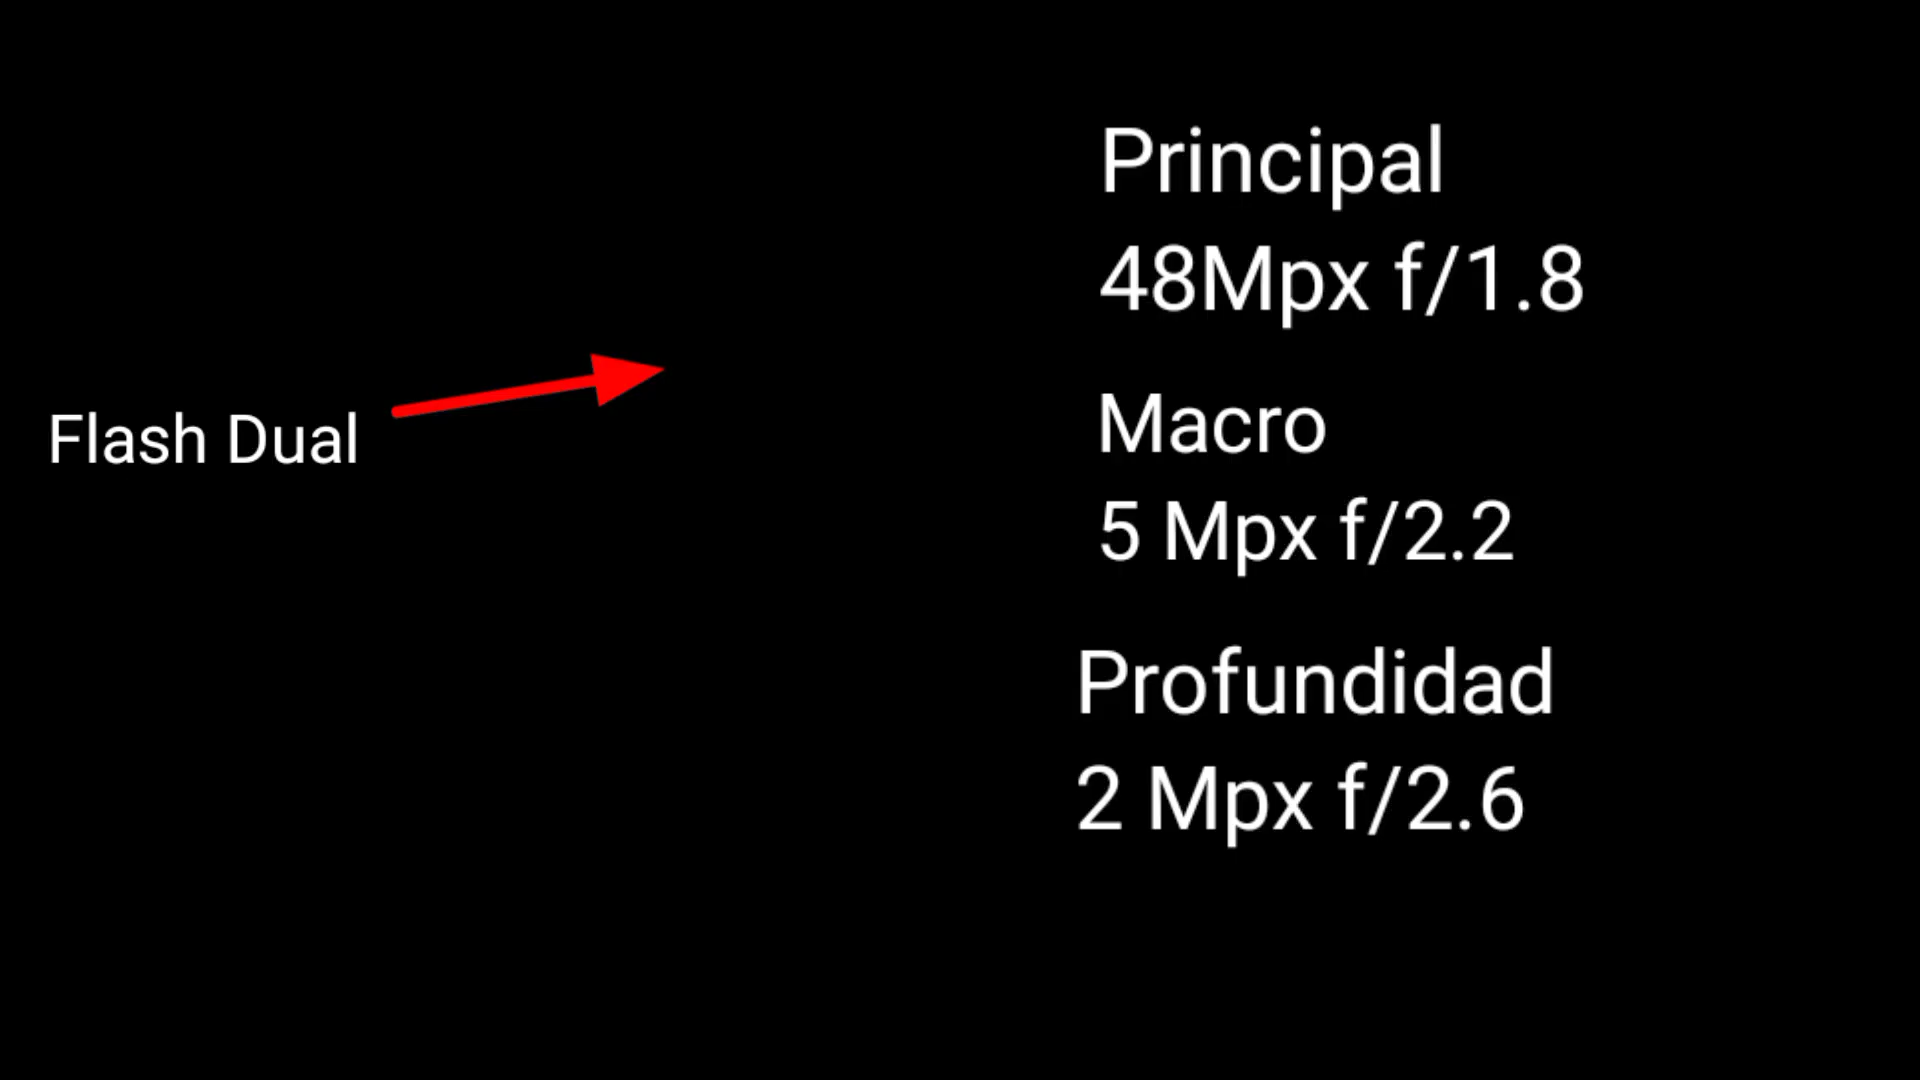 Principal
48Mpx f/1.8
Flash Dual
Macro
5 Mpx f/2.2
Profundidad
2 Mpx f/2.6